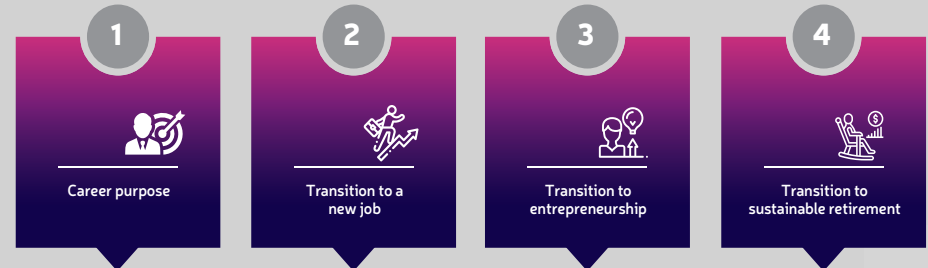 1
Career purpose
2
Transition to a
new job
3
Transition to
entrepreneurship
4
$
Transition to
sustainable retirement